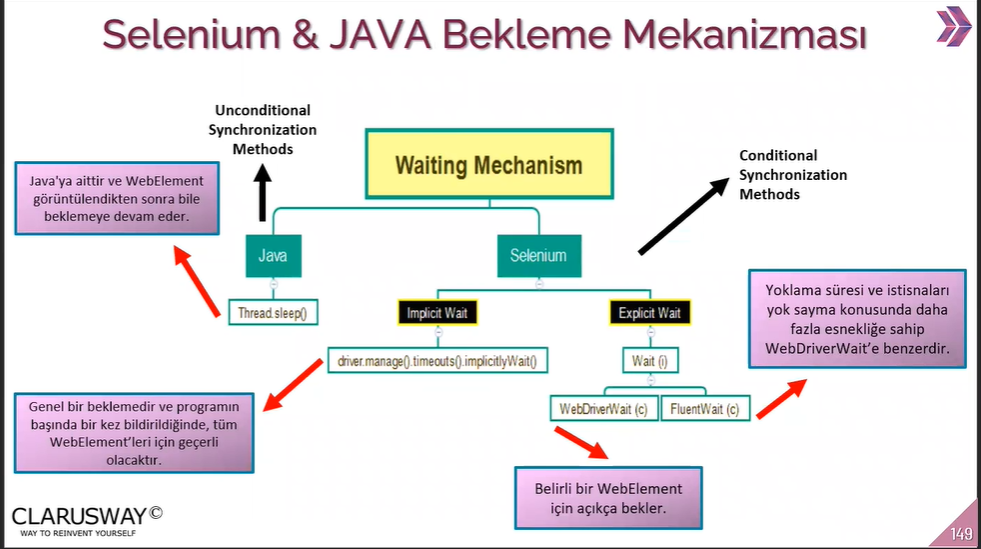 Selenium & JAVA Bekleme Mekanizması
Unconditional
Synchronization
Methods
Waiting Mechanism
Conditional
Synchronization
Methods
Java'ya aittir ve WebElement
görüntülendikten sonra bile
beklemeye devam eder.
Java
Selenium
Thread.sleep()
Implicit Wait
Explicit Wait
Yoklama süresi ve istisnaları
yok sayma konusunda daha
fazla esnekliğe sahip
WebDriverWait’e benzerdir.
driver.manage().timeouts().implicitlyWait()
Wait (i)
WebDriverWait (c)
FluentWait (c)
Genel bir beklemedir ve programın
başında bir kez bildirildiğinde, tüm
WebElement’leri için geçerli
olacaktır.
Belirli bir WebElement
için açıkça bekler.
CLARUSWAY©
WAY TO REINVENT YOURSELF
149